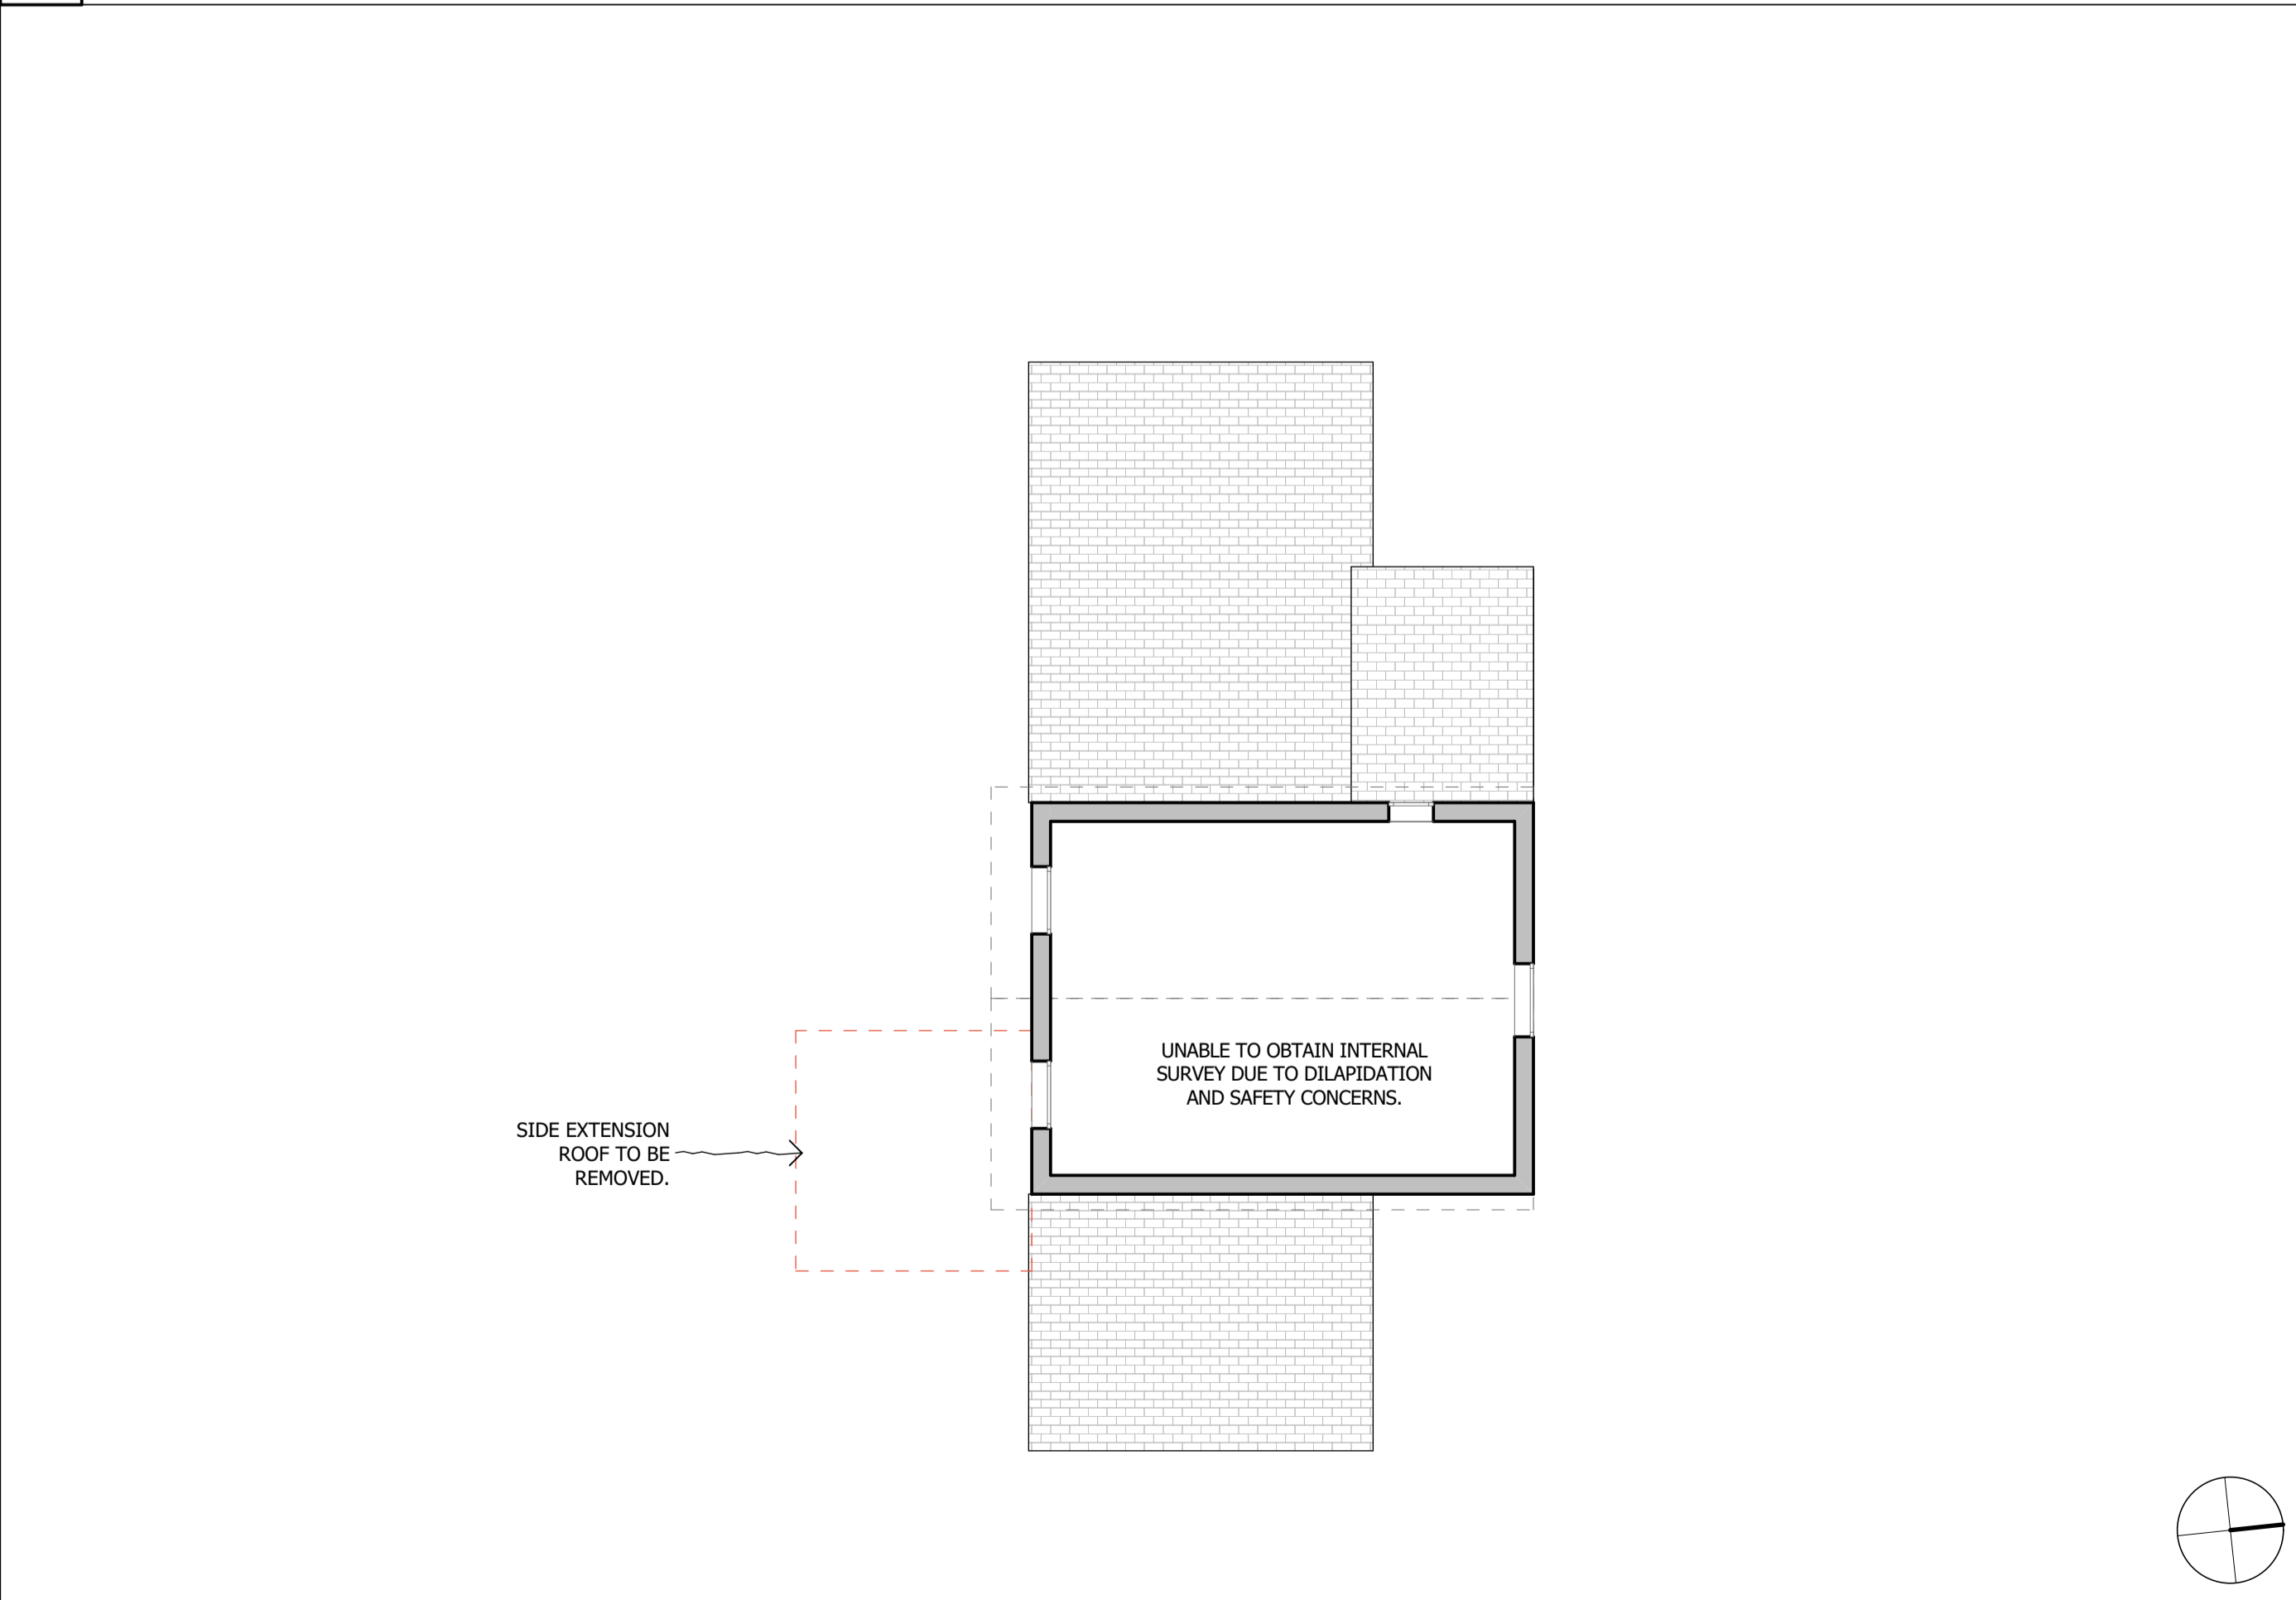 UNABLE TO OBTAIN INTERNAL
SURVEY DUE TO DILAPIDATION
AND SAFETY CONCERNS.
SIDE EXTENSION
ROOF TO BE
REMOVED.